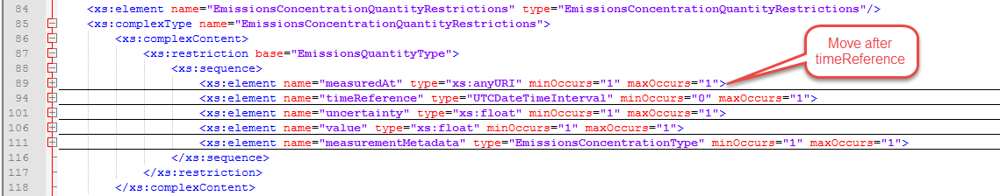 84 <xs:element name="EmissionsConcentrationQuantityRestrictions" type="EmissionsConcentrationQuantityRestrictions"/>
85 <xs:complexType name="EmissionsConcentrationQuantityRestrictions">
86 <xs:complexContent>
87 <xs:restriction base="EmissionsQuantityType">
88 <xs:sequence>
89 <xs:element name="measuredAt" type="xs:anyURI" minOccurs="1" maxOccurs="1">
94 <xs:element name="timeReference" type="UTCDateTimeInterval" minOccurs="0" maxOccurs="1">
101 <xs:element name="uncertainty" type="xs:float" minOccurs="1" maxOccurs="1">
106 <xs:element name="value" type="xs:float" minOccurs="1" maxOccurs="1">
111 <xs:element name="measurementMetadata" type="EmissionsConcentrationType" minOccurs="1" maxOccurs="1">
116 </xs:sequence>
117 </xs:restriction>
118 </xs:complexContent>
Move after
timeReference